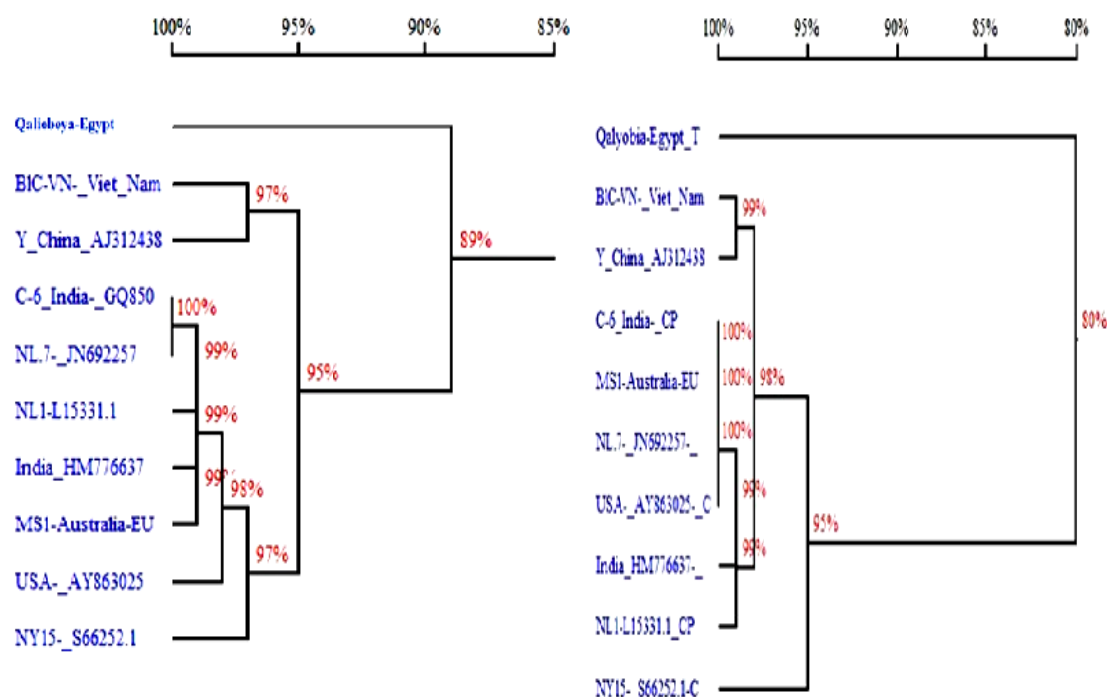 100% 95% 90% 85%
Qalioboya-Egypt
BIC-VN-_Viet_Nam
97%
Y_China_AJ312438
89%
C-6_India-_GQ850
100%
NL.7-_JN692257
99%
95%
NL1-L15331.1
99%
India_HM776637
99%
98%
MS1-Australia-EU
97%
USA-_AY863025
NY15-_S66252.1
100% 95% 90% 85% 80%
Qalyobia-Egypt_T
BIC-VN-_Viet_Nam
99%
Y_China_AJ312438
C-6_India-_CP
100%
80%
MS1-Australia-EU
100%
98%
NL.7-_JN692257-_
100%
USA-_AY863025-_C
99%
95%
India_HM776637-_
99%
NL1-L15331.1_CP
NY15-_S66252.1-C